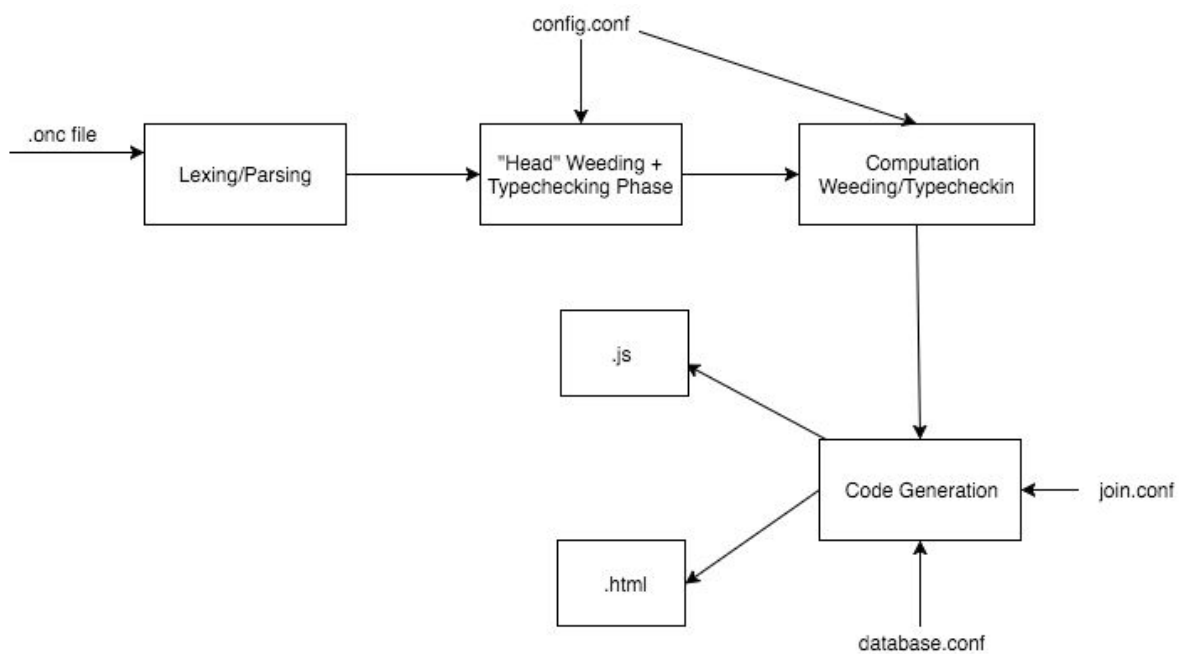 config.conf
.onc file
Lexing/Parsing
"Head" Weeding +
Typechecking Phase
Computation
Weeding/Typecheckin
.js
Code Generation
join.conf
.html
database.conf